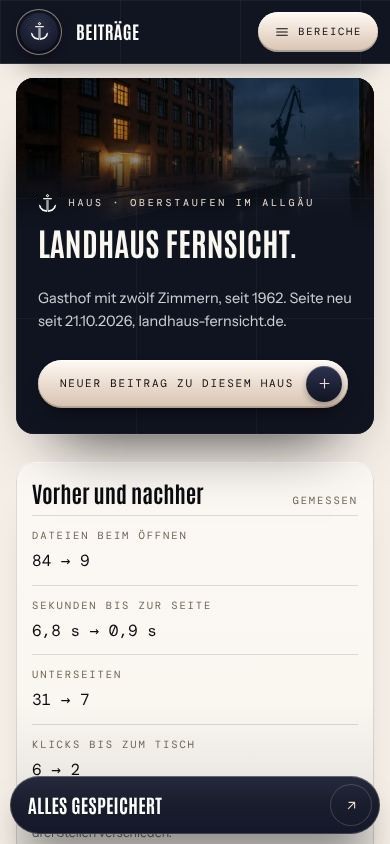 BEITRÄGE
BEREICHE
HAUS · OBERSTAUFEN IM ALLGÄU
LANDHAUS FERNSICHT.
Gasthof mit zwölf Zimmern, seit 1962. Seite neu
seit 21.10.2026, landhaus-fernsicht.de.
NEUER BEITRAG ZU DIESEM HAUS
Vorher und nachher
GEMESSEN
DATEIEN BEIM ÖFFNEN
84 → 9
SEKUNDEN BIS ZUR SEITE
6,8 s → 0,9 s
UNTERSEITEN
31 → 7
KLICKS BIS ZUM TISCH
6 → 2
ALLES GESPEICHERT